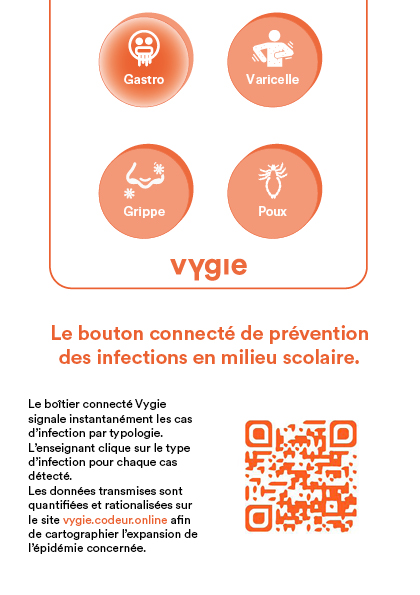 Gastro
Varicelle
Grippe
Poux
vygie
Le bouton connecté de prévention
des infections en milieu scolaire.
Le boîtier connecté Vygie
signale instantanément les cas
d’infection par typologie.
L’enseignant clique sur le type
d’infection pour chaque cas
détecté.
Les données transmises sont
quantifiées et rationalisées sur
le site vygie.codeur.online afin
de cartographier l’expansion de
l’épidémie concernée.